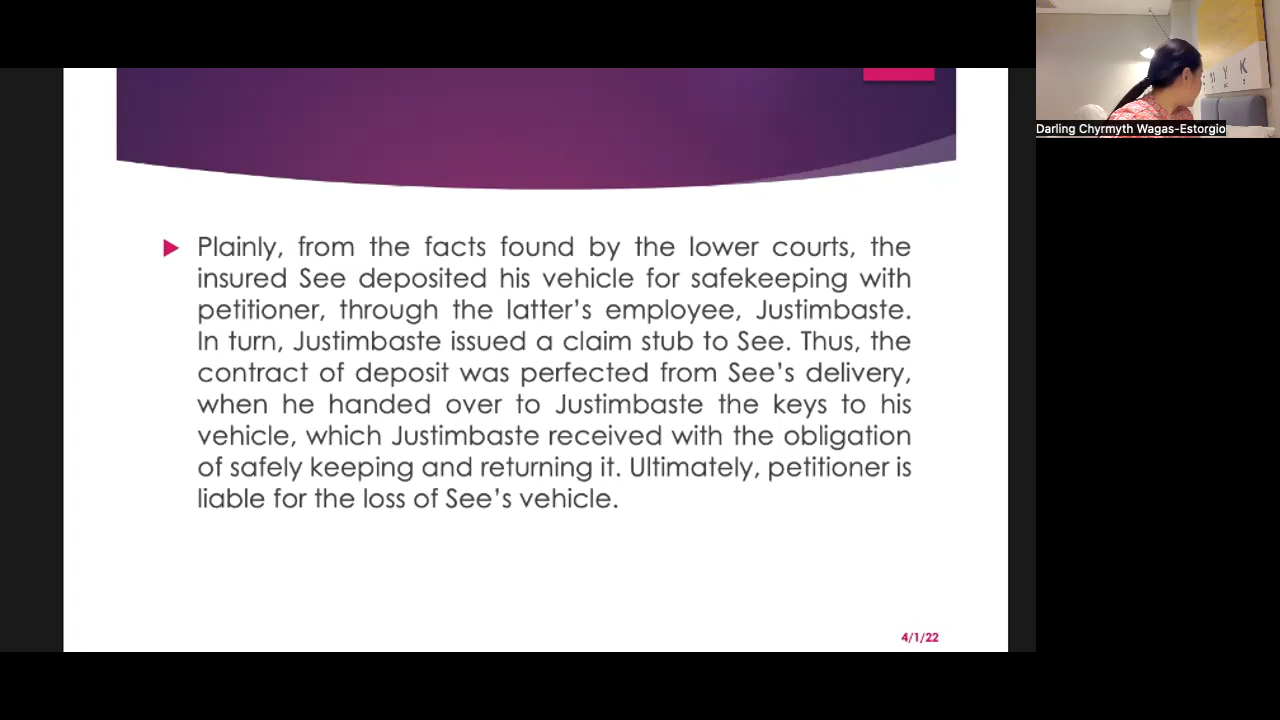 Plainly, from the facts found by the lower courts, the
insured See deposited his vehicle for safekeeping with
petitioner, through the latter’s employee, Justimbaste.
In turn, Justimbaste issued a claim stub to See. Thus, the
contract of deposit was perfected from See’s delivery,
when he handed over to Justimbaste the keys to his
vehicle, which Justimbaste received with the obligation
of safely keeping and returning it. Ultimately, petitioner is
liable for the loss of See’s vehicle.
4/1/22
Y K
Darling Chyrmyth Wagas-Estorgio